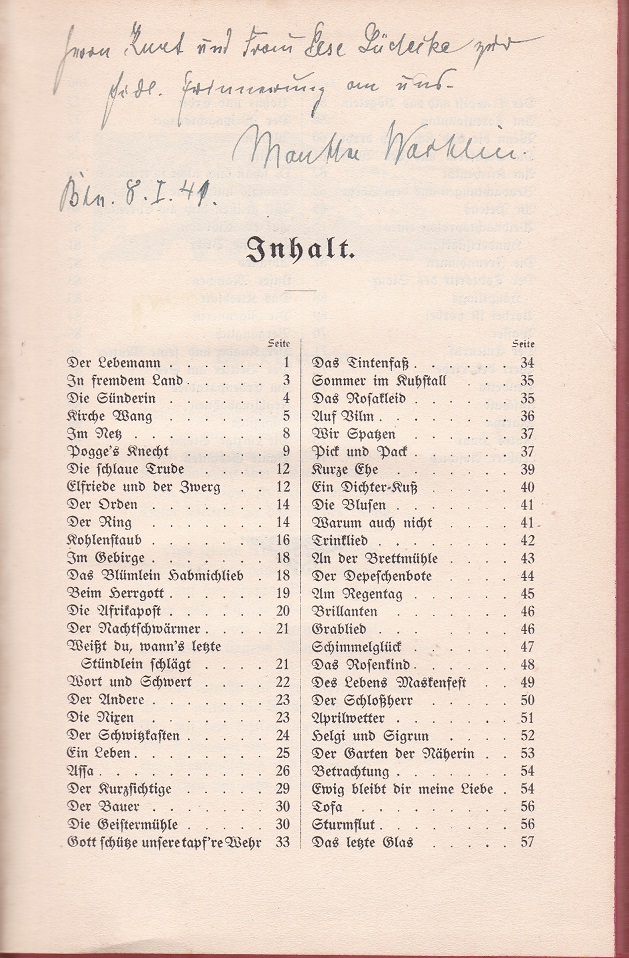 Herrn Kurt und Frau Lese Lüdecke zur
frdl. Erinnerung an uns.
Martha
Bln. 8. I. 41.
Inhalt.
Seite
Der Lebemann . . . . . . . 1
In fremdem Land . . . . . . 3
Die Sünderin . . . . . . . 4
Kirche Wang . . . . . . . 5
Im Netz . . . . . . . . . 8
Pogge's Knecht . . . . . . 9
Die schlaue Trude . . . . . 12
Elfriede und der Zwerg . . 12
Der Orden . . . . . . . . 14
Der Ring . . . . . . . . 14
Kohlenstaub . . . . . . . 16
Im Gebirge . . . . . . . . 18
Das Blümlein Habmichlieb . 18
Beim Herrgott . . . . . . . 19
Die Afrikapost . . . . . . 20
Der Nachtschwärmer . . . . 21
Weißt du, wann's letzte
Stündlein schlägt . . . . 21
Wort und Schwert . . . . 22
Der Andere . . . . . . . . 23
Die Nixen . . . . . . . . 23
Der Schwitzkasten . . . . . 24
Ein Leben . . . . . . . . 25
Assa . . . . . . . . . . 26
Der Kurzsichtige . . . . . 29
Der Bauer . . . . . . . . 30
Die Geistermühle . . . . . 30
Gott schütze unsere tapf're Wehr 33
Seite
Das Tintenfaß . . . . . . 34
Sommer im Kuhstall . . . . 35
Das Rosakleid . . . . . . 35
Auf Vilm . . . . . . . . 36
Wir Spatzen . . . . . . . 37
Pick und Pack . . . . . . 37
Kurze Ehe . . . . . . . . 39
Ein Dichter-Kuß . . . . . 40
Die Blusen . . . . . . . . 41
Warum auch nicht . . . . . 41
Trinklied . . . . . . . . 42
An der Brettmühle . . . . 43
Der Depeschenbote . . . . 44
Am Regentag . . . . . . . 45
Brillanten . . . . . . . . 46
Grablied . . . . . . . . 46
Schimmelglück . . . . . . 47
Das Rosenkind . . . . . . 48
Des Lebens Maskenfest . . 49
Der Schloßherr . . . . . . 50
Aprilwetter . . . . . . . 51
Helgi und Sigrun . . . . . 52
Der Garten der Näherin . . 53
Betrachtung . . . . . . . 54
Ewig bleibt dir meine Liebe . 54
Tofa . . . . . . . . . . 56
Sturmflut . . . . . . . . 56
Das letzte Glas . . . . . 57